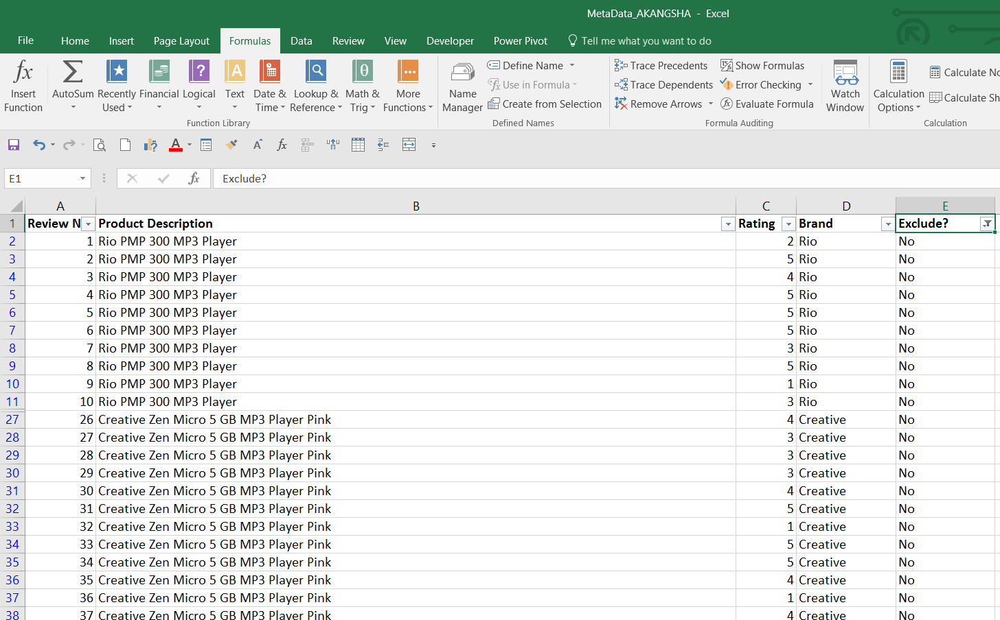 MetaData_AKANGSHA - Excel
File Home Insert Page Layout Formulas Data Review View Developer Power Pivot Tell me what you want to do
fx Σ ? A θ
Insert Function
AutoSum
Recently Used
Financial
Logical
Text
Date & Time
Lookup & Reference
Math & Trig
More Functions
Function Library
Name Manager
Define Name
Use in Formula
Create from Selection
Defined Names
Trace Precedents
Trace Dependents
Remove Arrows
Show Formulas
Error Checking
Evaluate Formula
Formula Auditing
Watch Window
Calculation Options
Calculate No
Calculate Sh
Calculation
A A fx
E1 fx Exclude?
A B C D E
1 Review N Product Description Rating Brand Exclude?
2 1 Rio PMP 300 MP3 Player 2 Rio No
3 2 Rio PMP 300 MP3 Player 5 Rio No
4 3 Rio PMP 300 MP3 Player 4 Rio No
5 4 Rio PMP 300 MP3 Player 5 Rio No
6 5 Rio PMP 300 MP3 Player 5 Rio No
7 6 Rio PMP 300 MP3 Player 5 Rio No
8 7 Rio PMP 300 MP3 Player 3 Rio No
9 8 Rio PMP 300 MP3 Player 5 Rio No
10 9 Rio PMP 300 MP3 Player 1 Rio No
11 10 Rio PMP 300 MP3 Player 3 Rio No
27 26 Creative Zen Micro 5 GB MP3 Player Pink 4 Creative No
28 27 Creative Zen Micro 5 GB MP3 Player Pink 3 Creative No
29 28 Creative Zen Micro 5 GB MP3 Player Pink 3 Creative No
30 29 Creative Zen Micro 5 GB MP3 Player Pink 3 Creative No
31 30 Creative Zen Micro 5 GB MP3 Player Pink 4 Creative No
32 31 Creative Zen Micro 5 GB MP3 Player Pink 5 Creative No
33 32 Creative Zen Micro 5 GB MP3 Player Pink 1 Creative No
34 33 Creative Zen Micro 5 GB MP3 Player Pink 5 Creative No
35 34 Creative Zen Micro 5 GB MP3 Player Pink 5 Creative No
36 35 Creative Zen Micro 5 GB MP3 Player Pink 4 Creative No
37 36 Creative Zen Micro 5 GB MP3 Player Pink 1 Creative No
38 37 Creative Zen Micro 5 GB MP3 Player Pink 4 Creative No